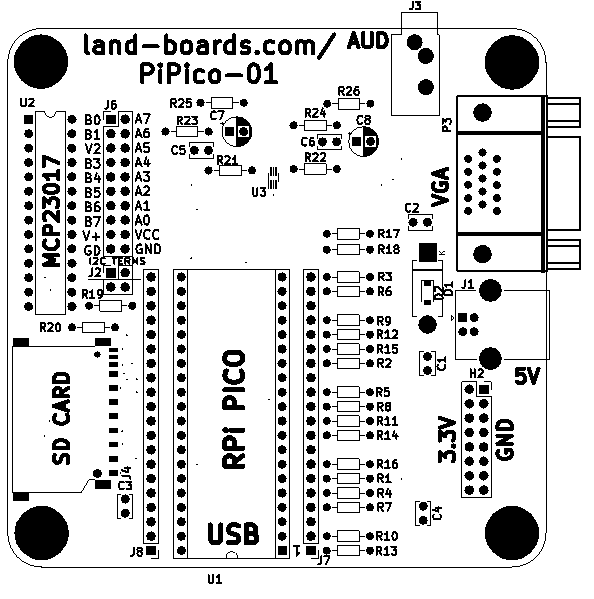 J3
land-boards.com/ AUD
PiPico-01
R25 R26
U2 J6 C7 R24 C8
B0 A7
R23
B1 A6
V2 A5
C5 C6
B3 A4
R21 R22
B4 A3
U3
B5 A2
B6 A1
B7 A0
V+ VCC
GD GND
MCP23017
P3
VGA
C2
R17
R18
I2C TERMS
J2
K
D2
D1
J1
R3
R6
R19
R20
R9
R12
R15
R2
C1
5V
H2
SD CARD
RPi PICO
R5
R8
R11
R14
3.3V
GND
J4
R16
R1
R4
R7
C3
C4
USB
R10
J8 1 J7 R13
U1